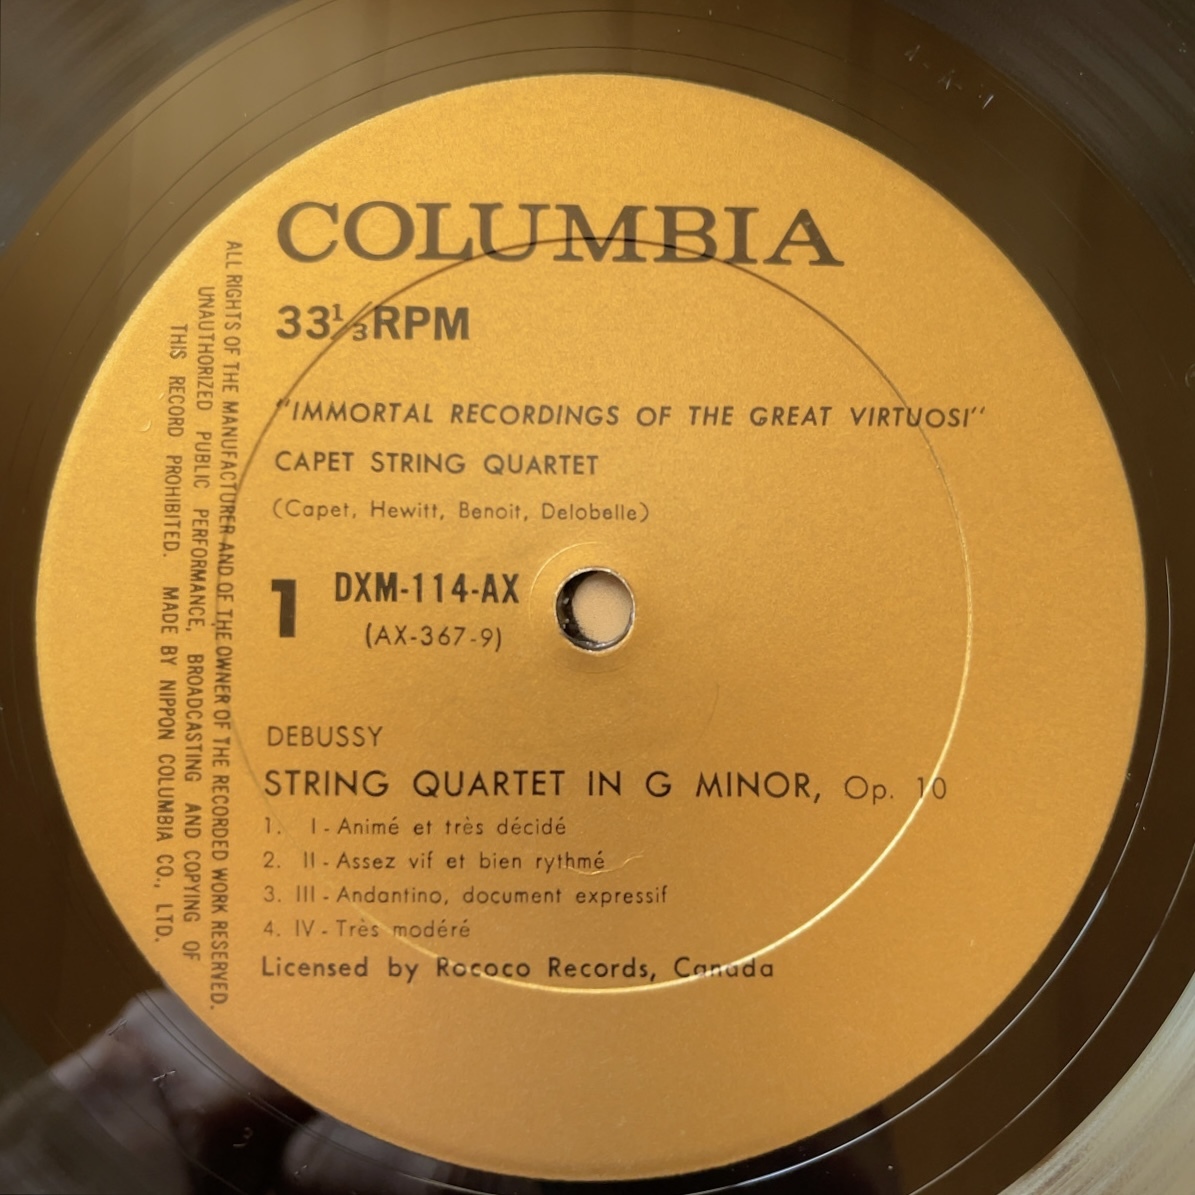 COLUMBIA
33⅓RPM
"IMMORTAL RECORDINGS OF THE GREAT VIRTUOSI"
CAPET STRING QUARTET
(Capet, Hewitt, Benoit, Delobelle)
1 DXM-114-AX
(AX-367-9)
DEBUSSY
STRING QUARTET IN G MINOR, Op. 10
1. I - Animé et très décidé
2. II - Assez vif et bien rythmé
3. III - Andantino, document expressif
4. IV - Très modéré
Licensed by Rococo Records, Canada
ALL RIGHTS OF THE MANUFACTURER AND OF THE OWNER OF THE RECORDED WORK RESERVED.
UNAUTHORIZED PUBLIC PERFORMANCE, BROADCASTING AND COPYING OF
THIS RECORD PROHIBITED. MADE BY NIPPON COLUMBIA CO., LTD.